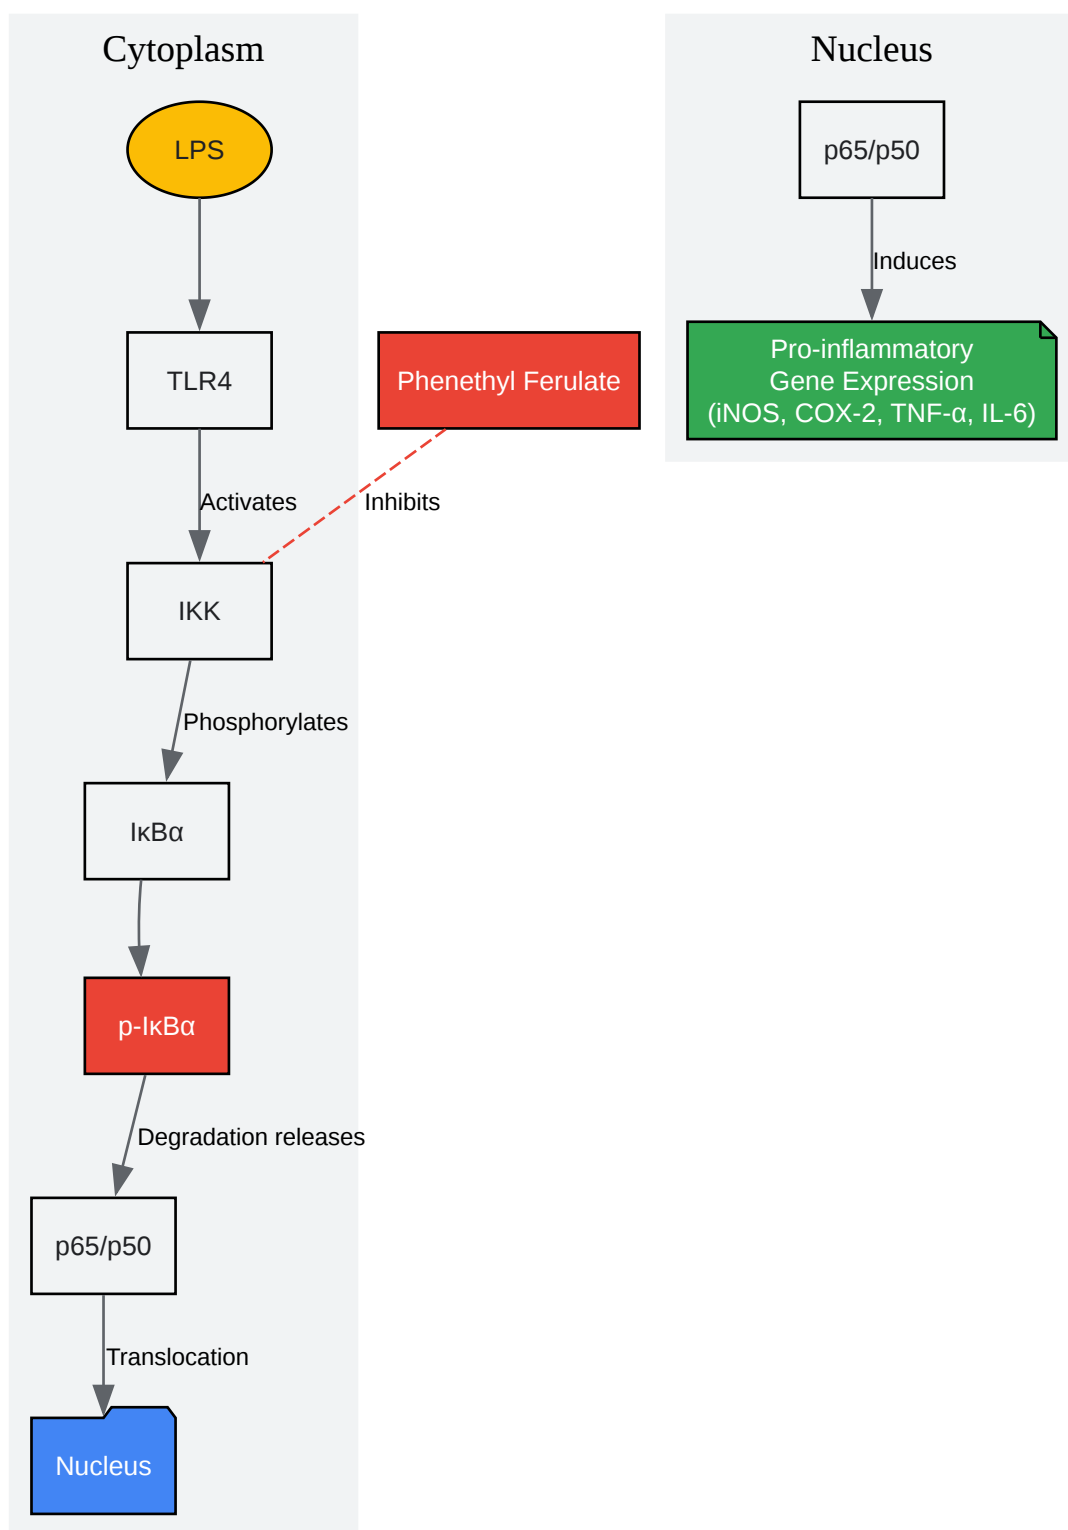 Cytoplasm
LPS
TLR4
Activates
IKK
Phosphorylates
IκBα
p-IκBα
Degradation releases
p65/p50
Translocation
Nucleus
Phenethyl Ferulate
Inhibits
Nucleus
p65/p50
Induces
Pro-inflammatory
Gene Expression
(iNOS, COX-2, TNF-α, IL-6)